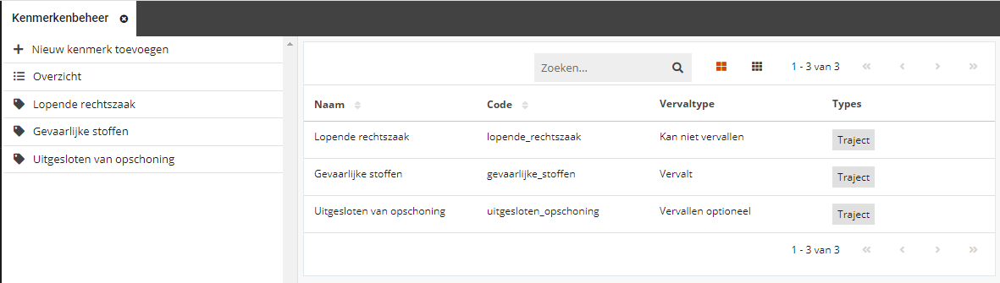 Kenmerkenbeheer
Nieuw kenmerk toevoegen
Overzicht
Lopende rechtszaak
Gevaarlijke stoffen
Uitgesloten van opschoning
Zoeken...
1 - 3 van 3
Naam Code Vervaltype Types
Lopende rechtszaak lopende_rechtszaak Kan niet vervallen Traject
Gevaarlijke stoffen gevaarlijke_stoffen Vervalt Traject
Uitgesloten van opschoning uitgesloten_opschoning Vervallen optioneel Traject
1 - 3 van 3